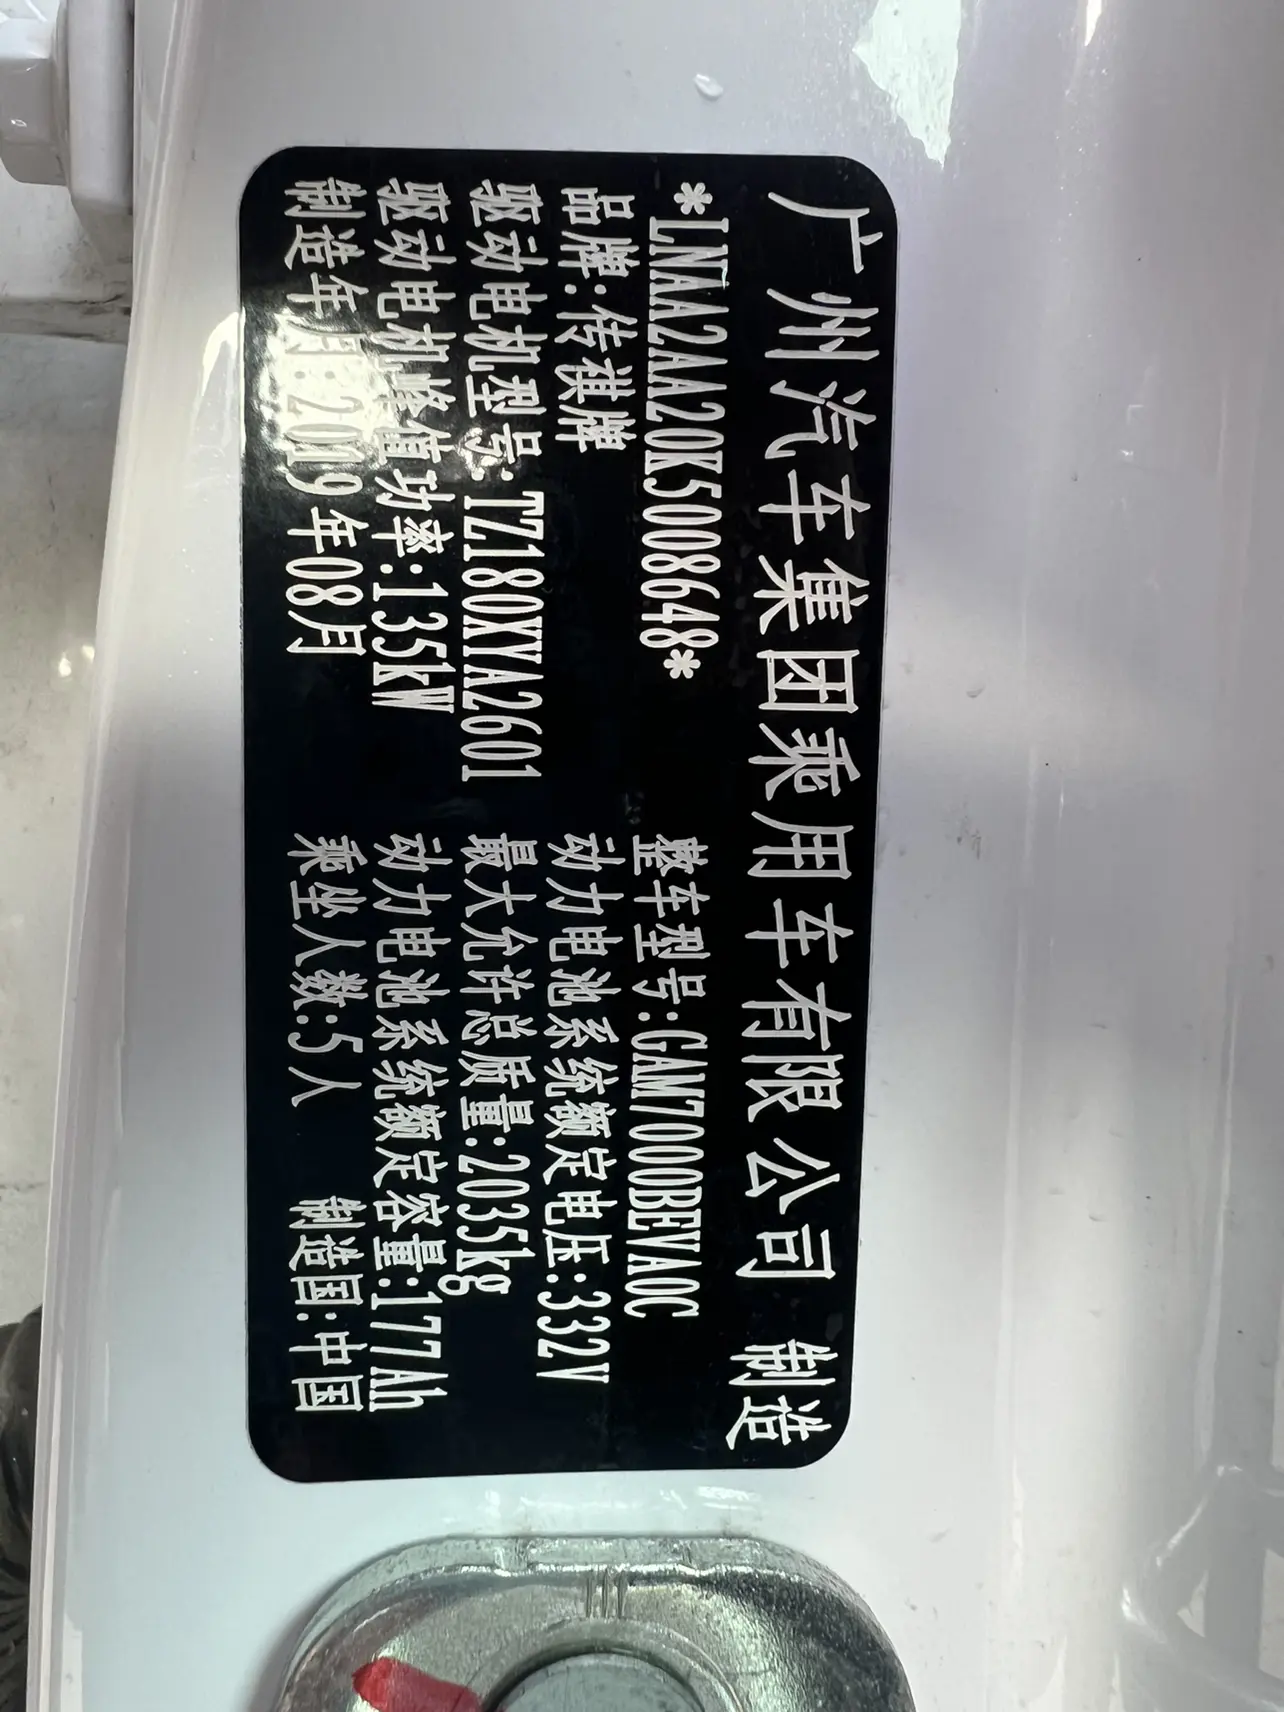 广州汽车集团乘用车有限公司 制造
*LNAA2AA20K5008648*
整车型号:GAM7000BEVA0C
品牌:传祺牌
动力电池系统额定电压:332V
驱动电机型号:TZ180XYA2601
最大允许总质量:2035kg
驱动电机峰值功率:135kW
动力电池系统额定容量:177Ah
制造年月:2019年08月
乘坐人数:5人
制造国:中国